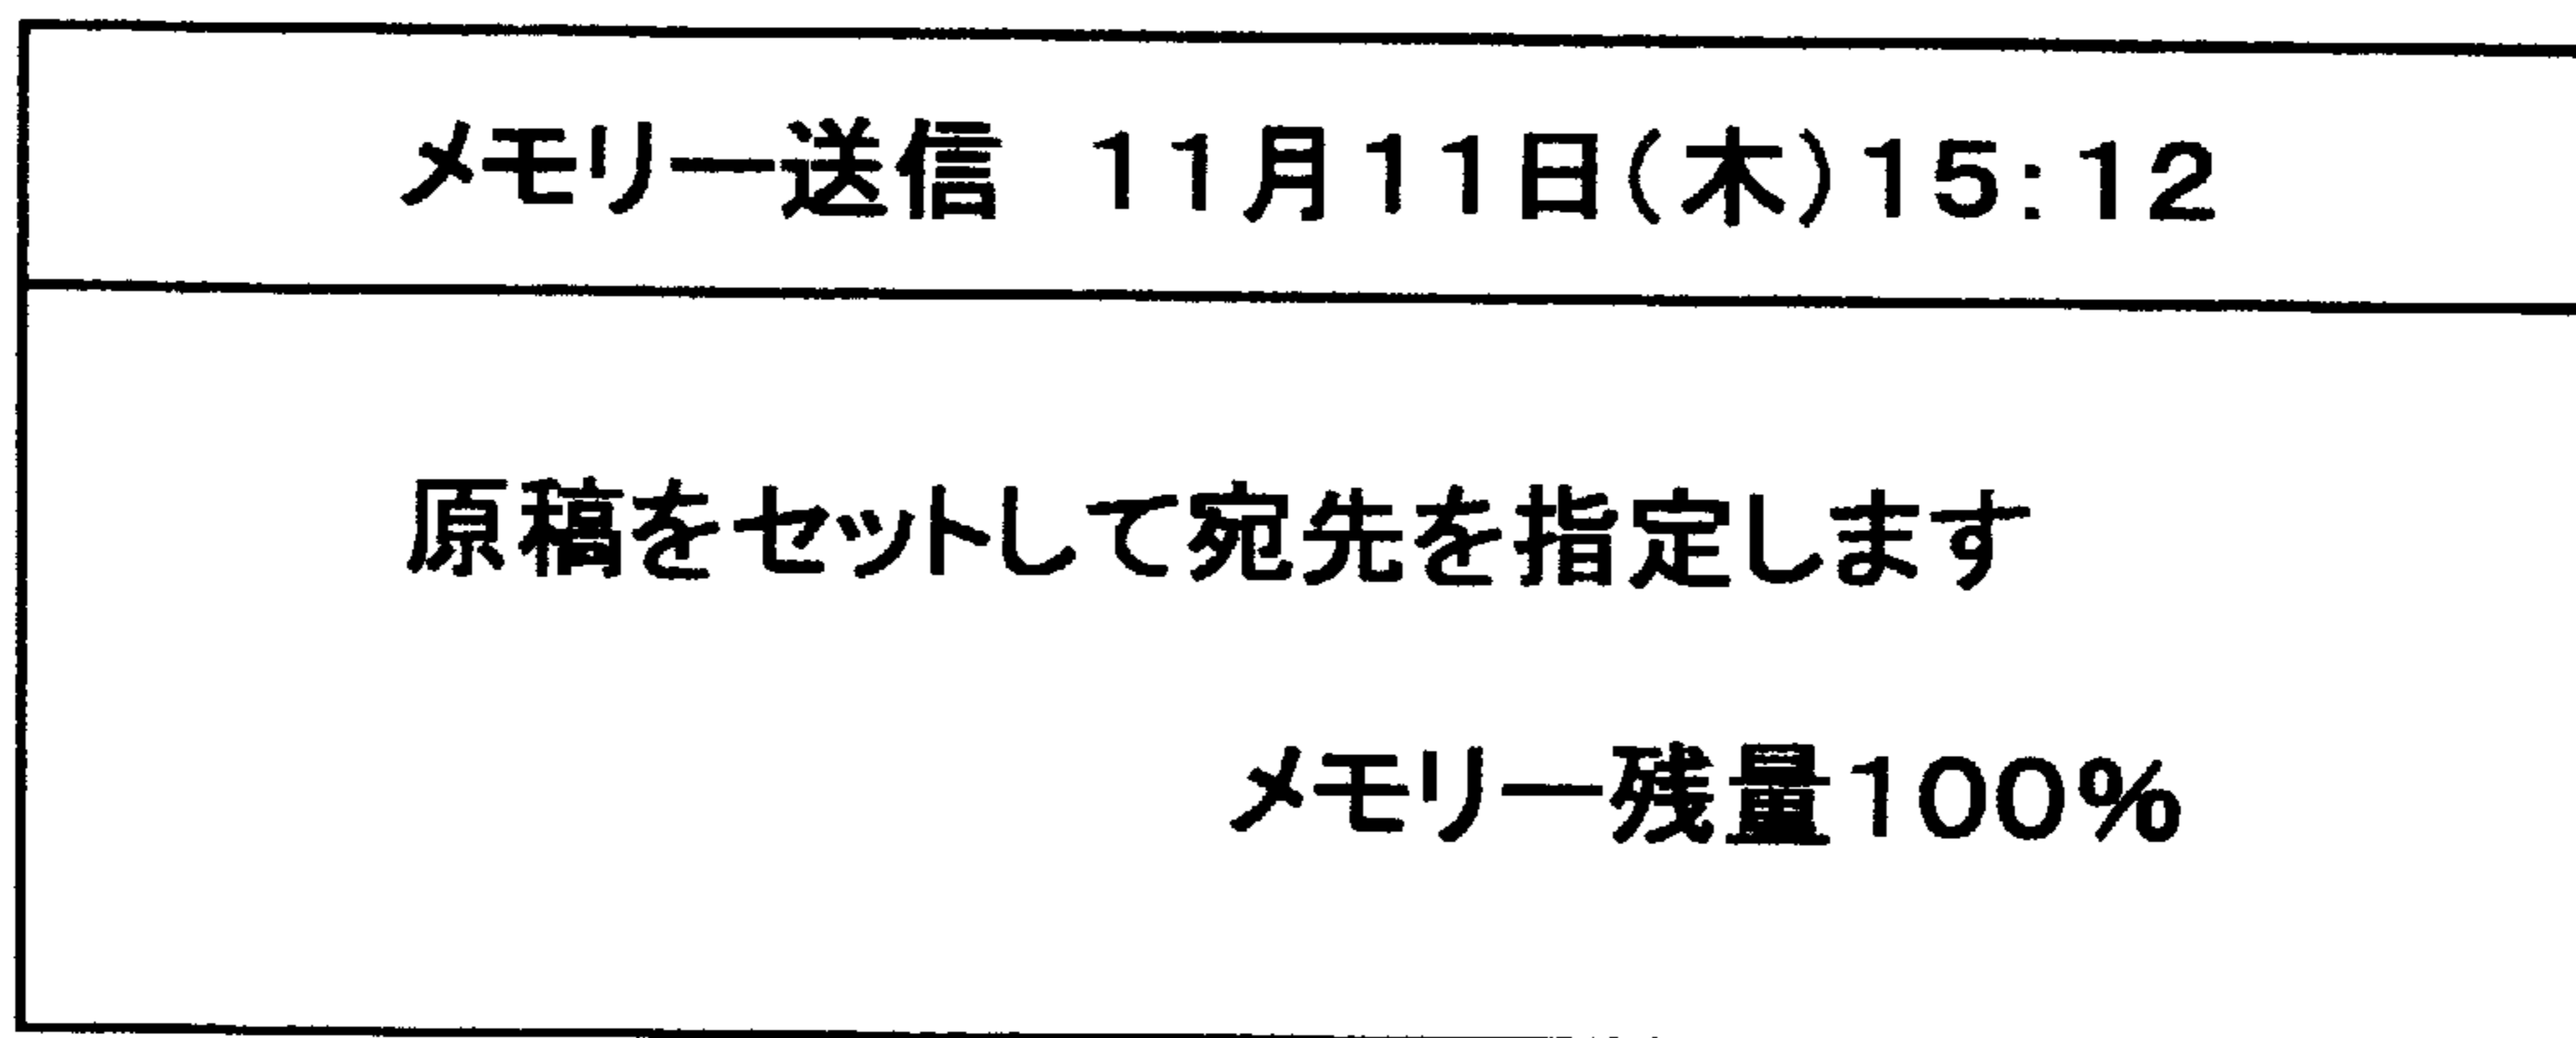 メモリー送信　１１月１１日（木）１５：１２
原稿をセットして宛先を指定します
メモリー残量１００％